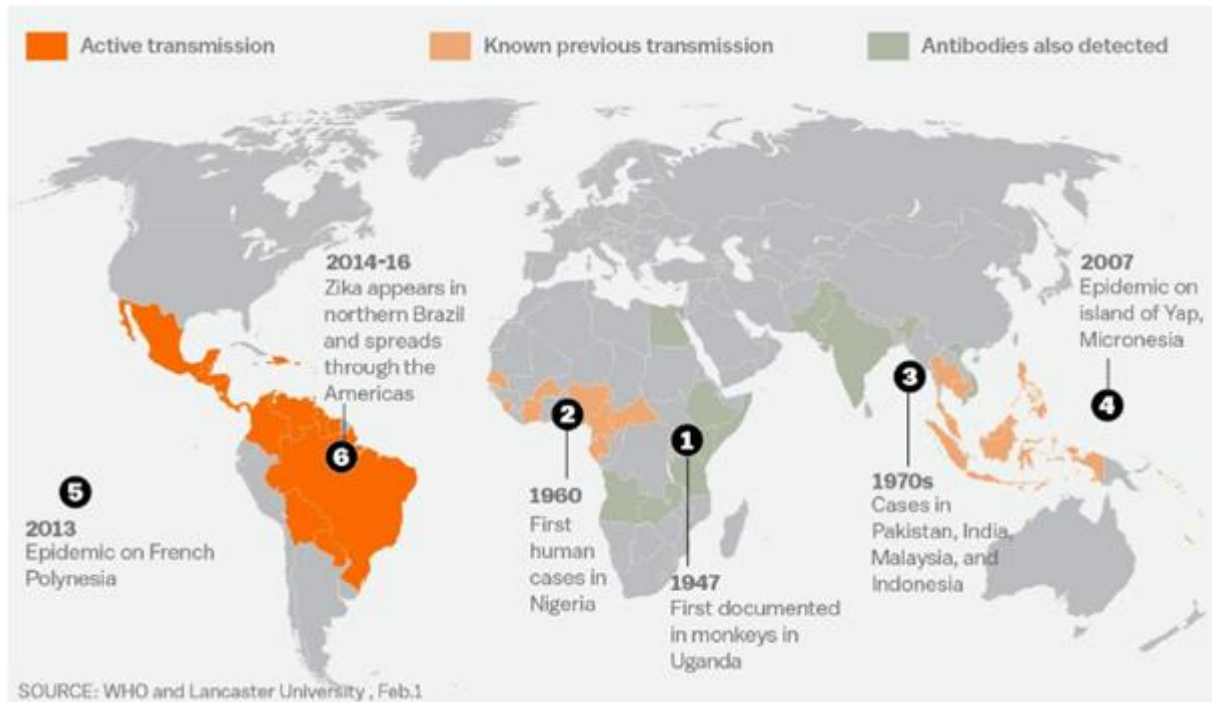 Active transmission
Known previous transmission
Antibodies also detected
2014-16
Zika appears in
northern Brazil
and spreads
through the
Americas
2007
Epidemic on
island of Yap,
Micronesia
3
4
2
1
6
5
2013
Epidemic on French
Polynesia
1960
First
human
cases in
Nigeria
1947
First documented
in monkeys in
Uganda
1970s
Cases in
Pakistan, India,
Malaysia, and
Indonesia
SOURCE: WHO and Lancaster University , Feb.1